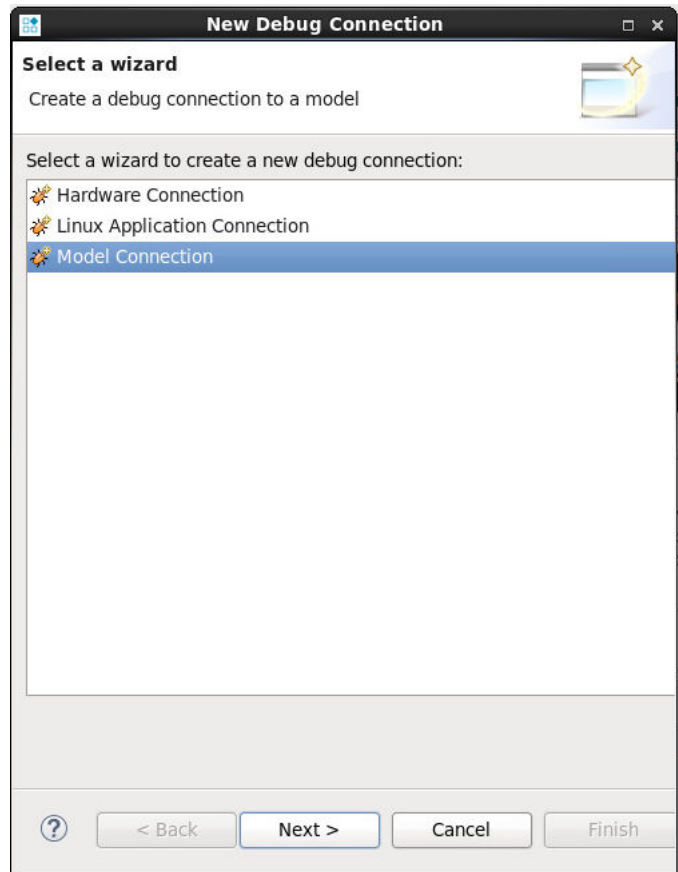 New Debug Connection
Select a wizard
Create a debug connection to a model
Select a wizard to create a new debug connection:
Hardware Connection
Linux Application Connection
Model Connection
? < Back Next > Cancel Finish